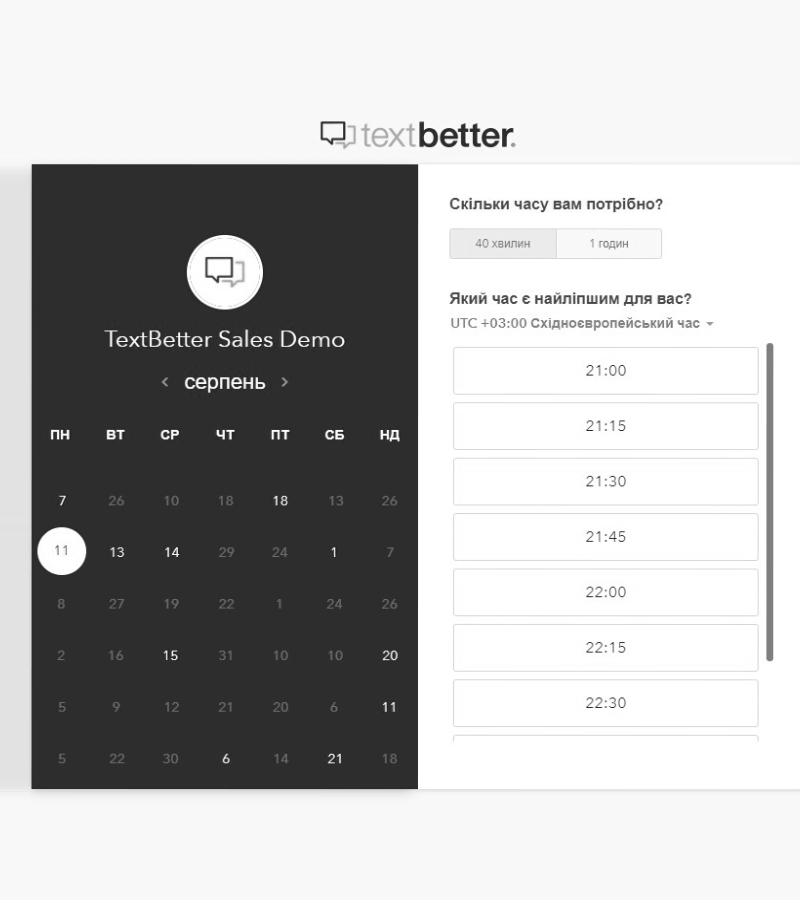 textbetter.
TextBetter Sales Demo
серпень
ПН ВТ СР ЧТ ПТ СБ НД
7 26 10 18 18 13 26
11 13 14 29 24 1 7
8 27 19 22 1 24 26
2 16 15 31 10 10 20
5 9 12 21 20 6 11
5 22 30 6 14 21 18
Скільки часу вам потрібно?
40 хвилин 1 годин
Який час є найліпшим для вас?
UTC +03:00 Східноєвропейський час
21:00
21:15
21:30
21:45
22:00
22:15
22:30